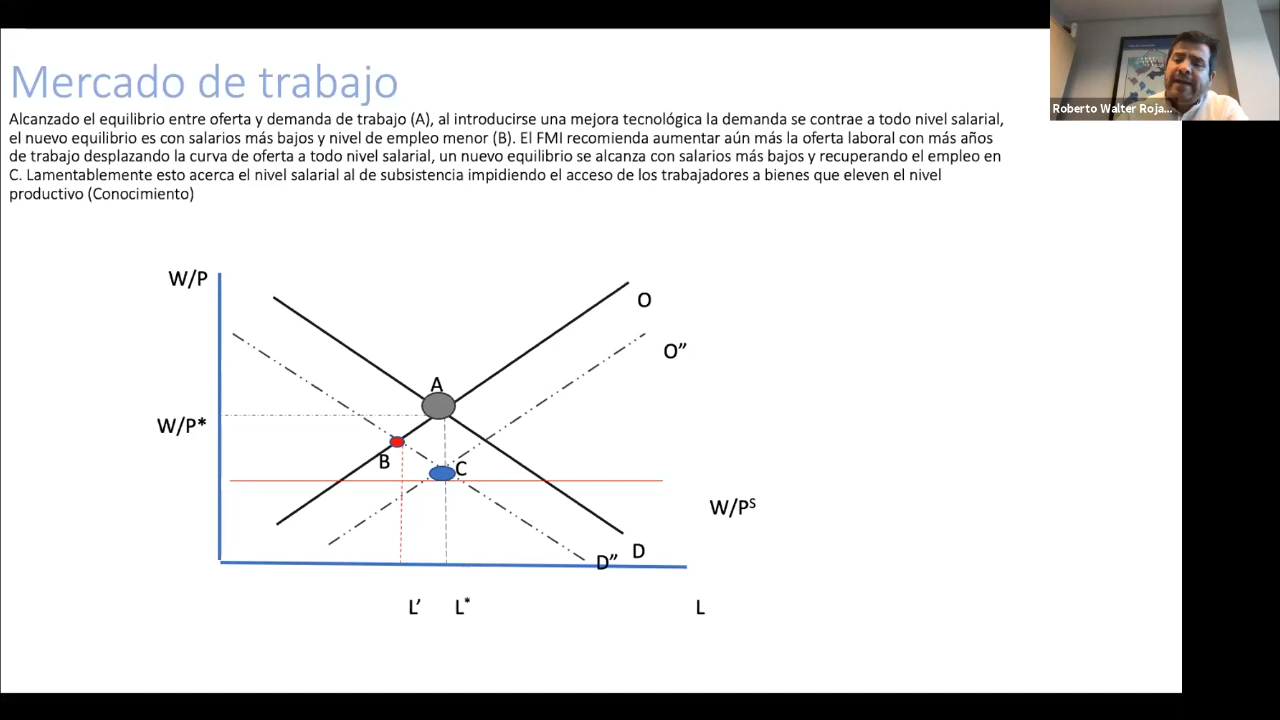 Mercado de trabajo
Alcanzado el equilibrio entre oferta y demanda de trabajo (A), al introducirse una mejora tecnológica la demanda se contrae a todo nivel salarial,
el nuevo equilibrio es con salarios más bajos y nivel de empleo menor (B). El FMI recomienda aumentar aún más la oferta laboral con más años
de trabajo desplazando la curva de oferta a todo nivel salarial, un nuevo equilibrio se alcanza con salarios más bajos y recuperando el empleo en
C. Lamentablemente esto acerca el nivel salarial al de subsistencia impidiendo el acceso de los trabajadores a bienes que eleven el nivel
productivo (Conocimiento)
Roberto Walter Roja...
W/P
O
O”
A
W/P*
B
C
W/Pˢ
D
D”
L’
L*
L